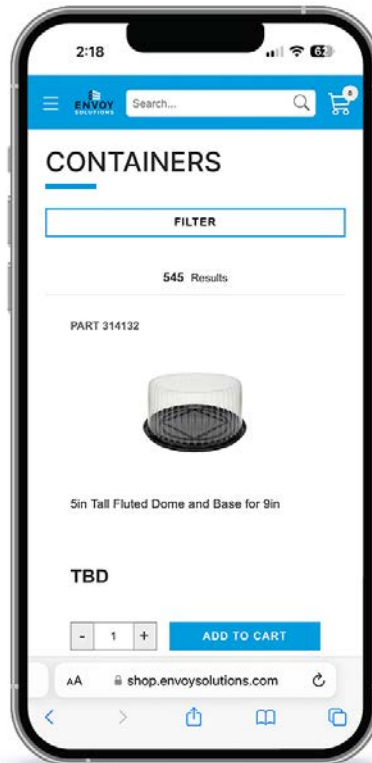 2:18
62
ENVOY
SOLUTIONS
Search...
CONTAINERS
FILTER
545 Results
PART 314132
5in Tall Fluted Dome and Base for 9in
TBD
- 1 + ADD TO CART
AA shop.envoysolutions.com